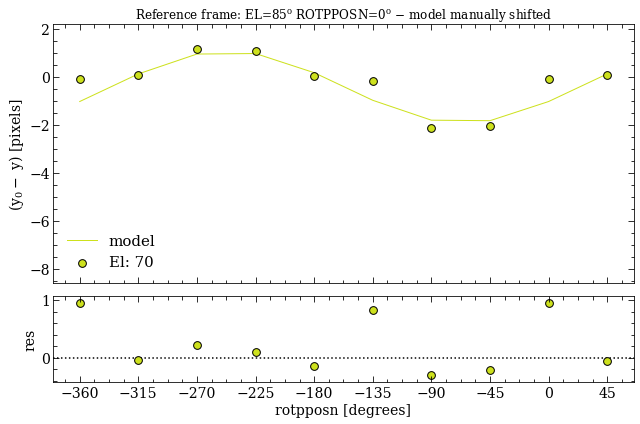 Reference frame: EL=85° ROTPPOSN=0° − model manually shifted
2
0
−2
−4
−6
−8
(y₀ − y) [pixels]
model
El: 70
1
0
res
−360 −315 −270 −225 −180 −135 −90 −45 0 45
rotpposn [degrees]